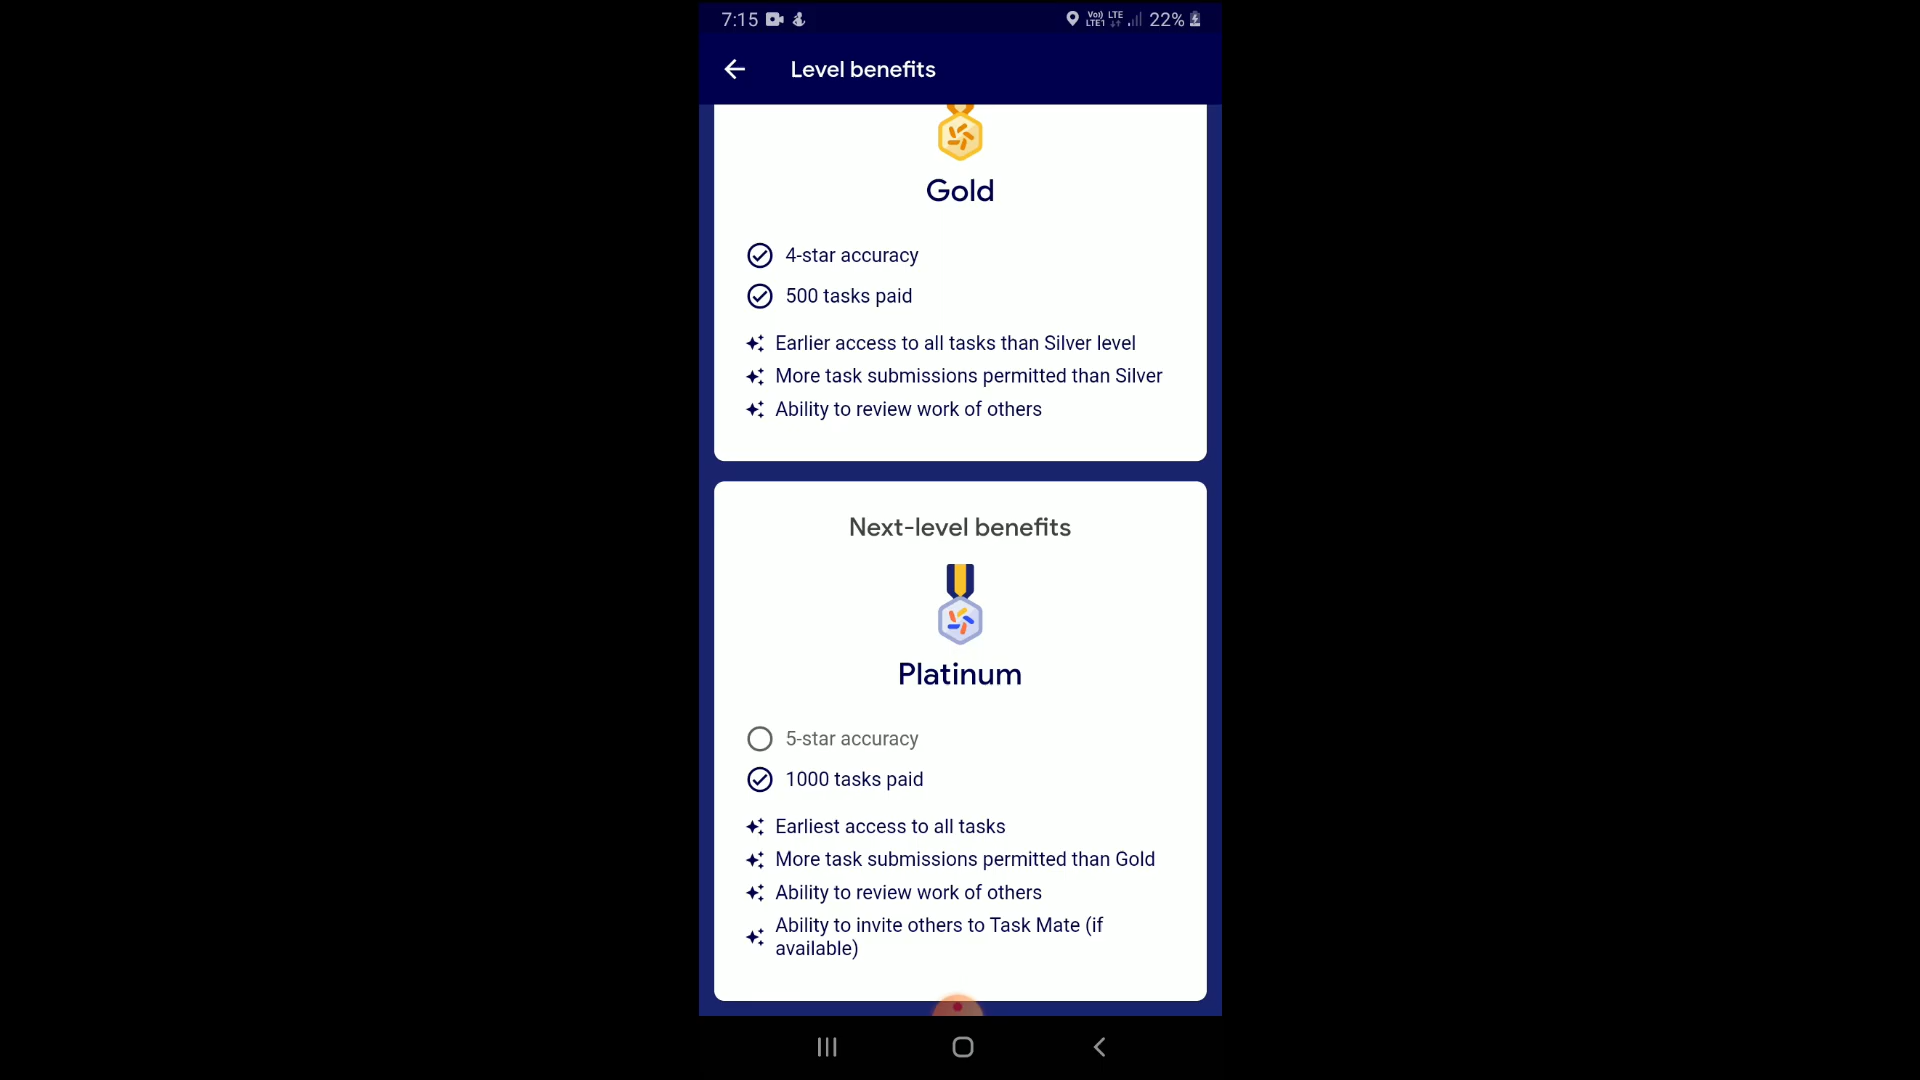 7:15
Vo)) LTE
LTE1
22%
Level benefits
Gold
4-star accuracy
500 tasks paid
Earlier access to all tasks than Silver level
More task submissions permitted than Silver
Ability to review work of others
Next-level benefits
Platinum
5-star accuracy
1000 tasks paid
Earliest access to all tasks
More task submissions permitted than Gold
Ability to review work of others
Ability to invite others to Task Mate (if
available)